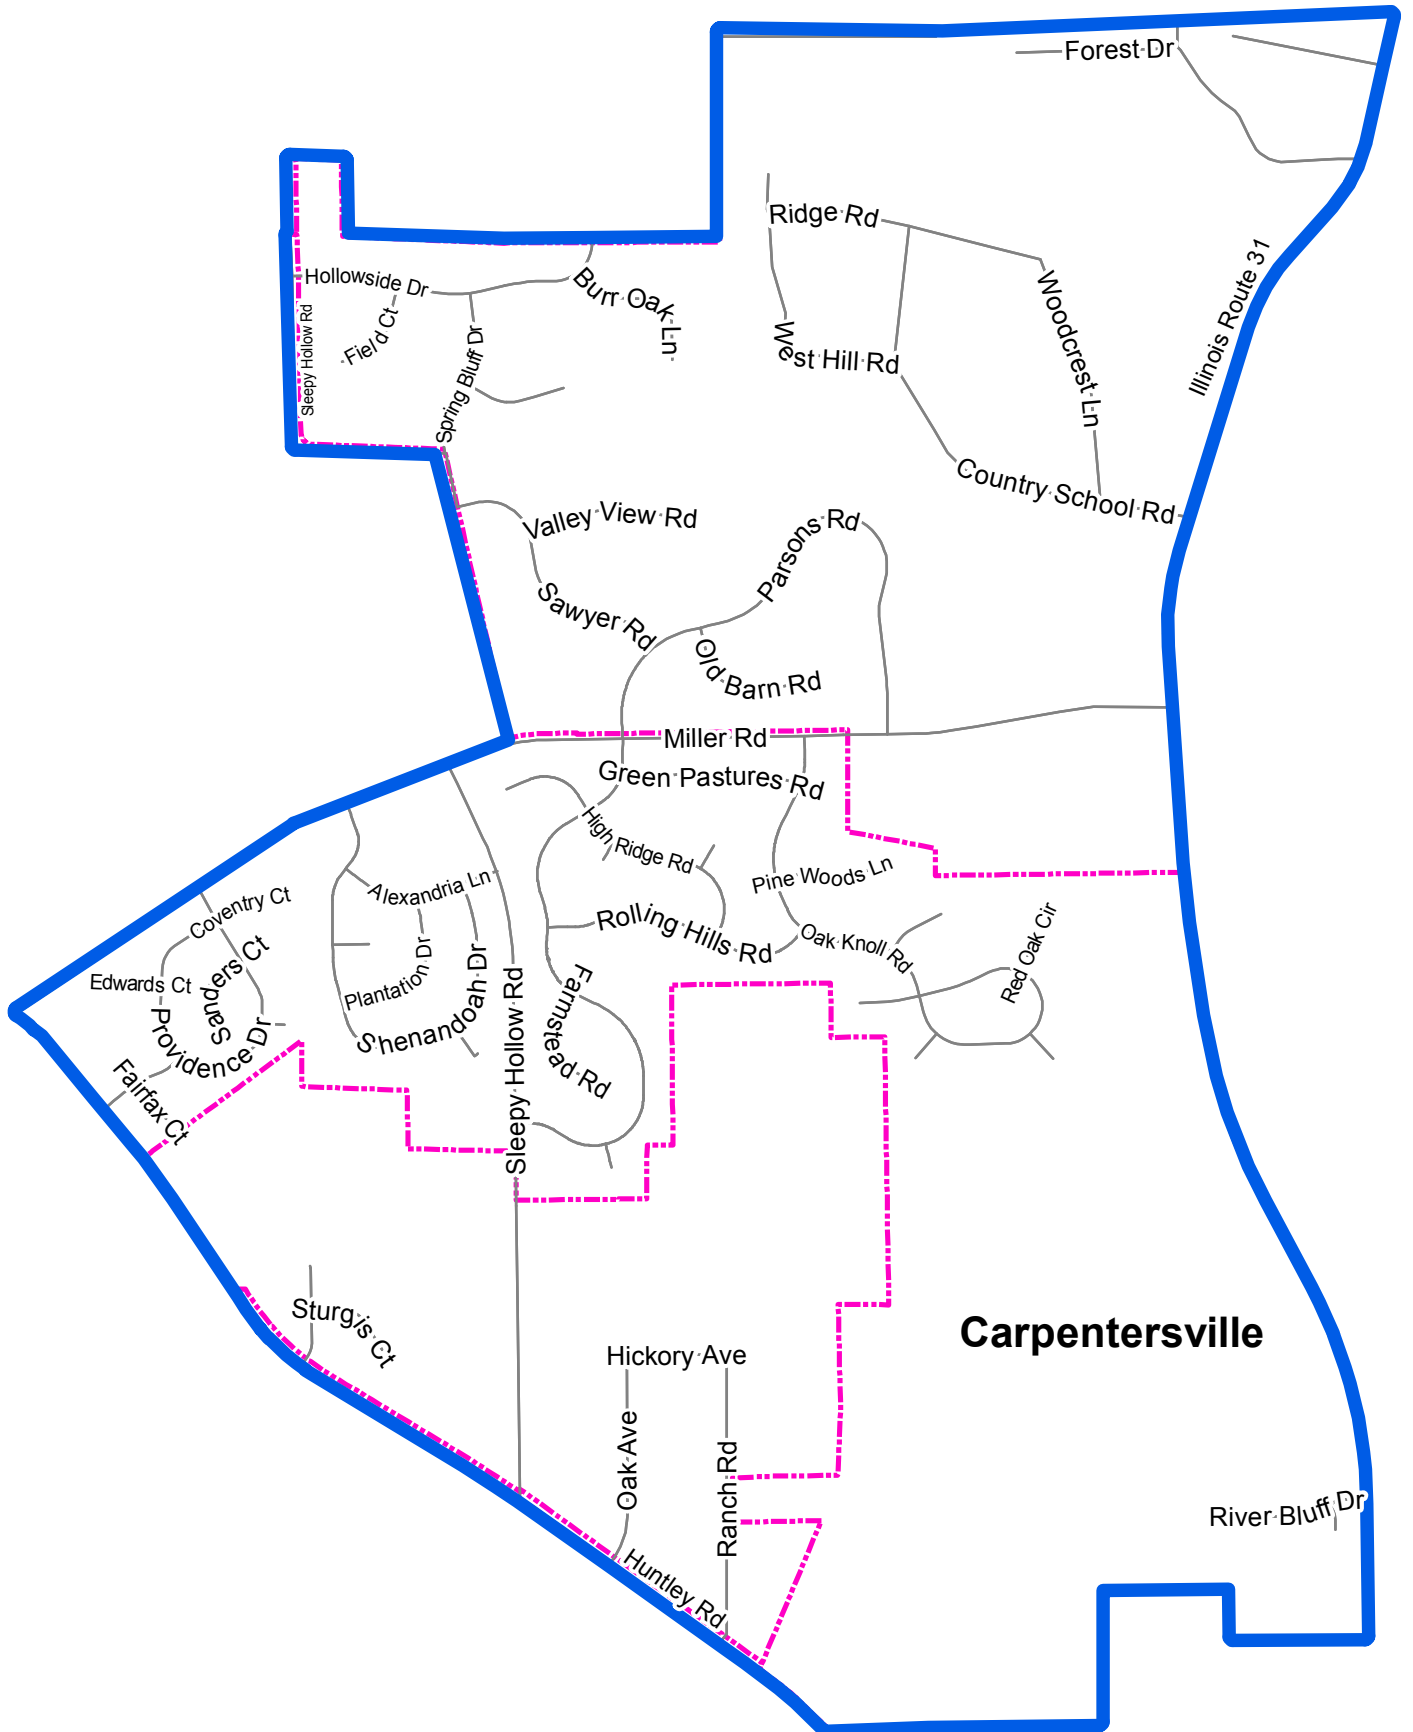 Forest Dr
Ridge Rd
Illinois Route 31
Hollowside Dr
Burr Oak Ln
Woodcrest Ln
Sleepy Hollow Rd
Field Ct
Spring Bluff Dr
West Hill Rd
Country School Rd
Valley View Rd
Parsons Rd
Sawyer Rd
Old Barn Rd
Miller Rd
Green Pastures Rd
High Ridge Rd
Pine Woods Ln
Alexandria Ln
Coventry Ct
Rolling Hills Rd
Oak Knoll Rd
Red Oak Cir
Saunders Ct
Edwards Ct
Plantation Dr
Shenandoah Dr
Sleepy Hollow Rd
Farmstead Rd
Providence Dr
Fairfax Ct
Sturgis Ct
Carpentersville
Hickory Ave
Oak Ave
Ranch Rd
River Bluff Dr
Huntley Rd